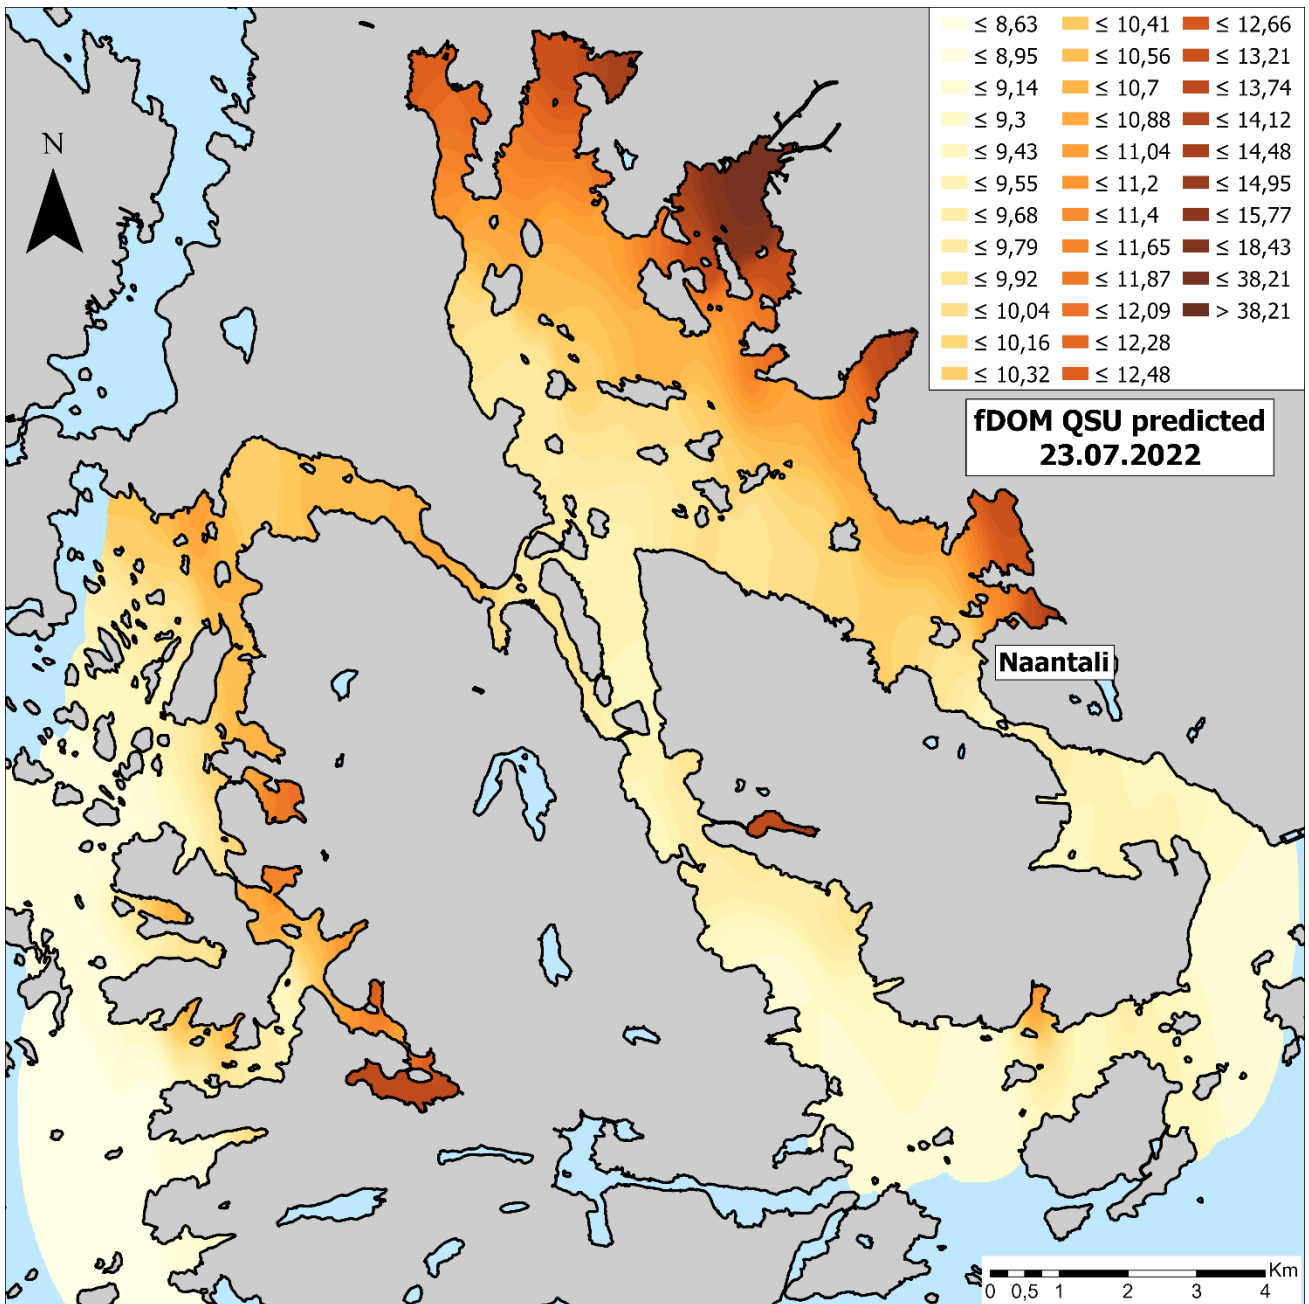 ≤ 8,63 ≤ 10,41 ≤ 12,66
≤ 8,95 ≤ 10,56 ≤ 13,21
≤ 9,14 ≤ 10,7 ≤ 13,74
≤ 9,3 ≤ 10,88 ≤ 14,12
≤ 9,43 ≤ 11,04 ≤ 14,48
≤ 9,55 ≤ 11,2 ≤ 14,95
≤ 9,68 ≤ 11,4 ≤ 15,77
≤ 9,79 ≤ 11,65 ≤ 18,43
≤ 9,92 ≤ 11,87 ≤ 38,21
≤ 10,04 ≤ 12,09 > 38,21
≤ 10,16 ≤ 12,28
≤ 10,32 ≤ 12,48
N
fDOM QSU predicted
23.07.2022
Naantali
Km
0 0,5 1 2 3 4